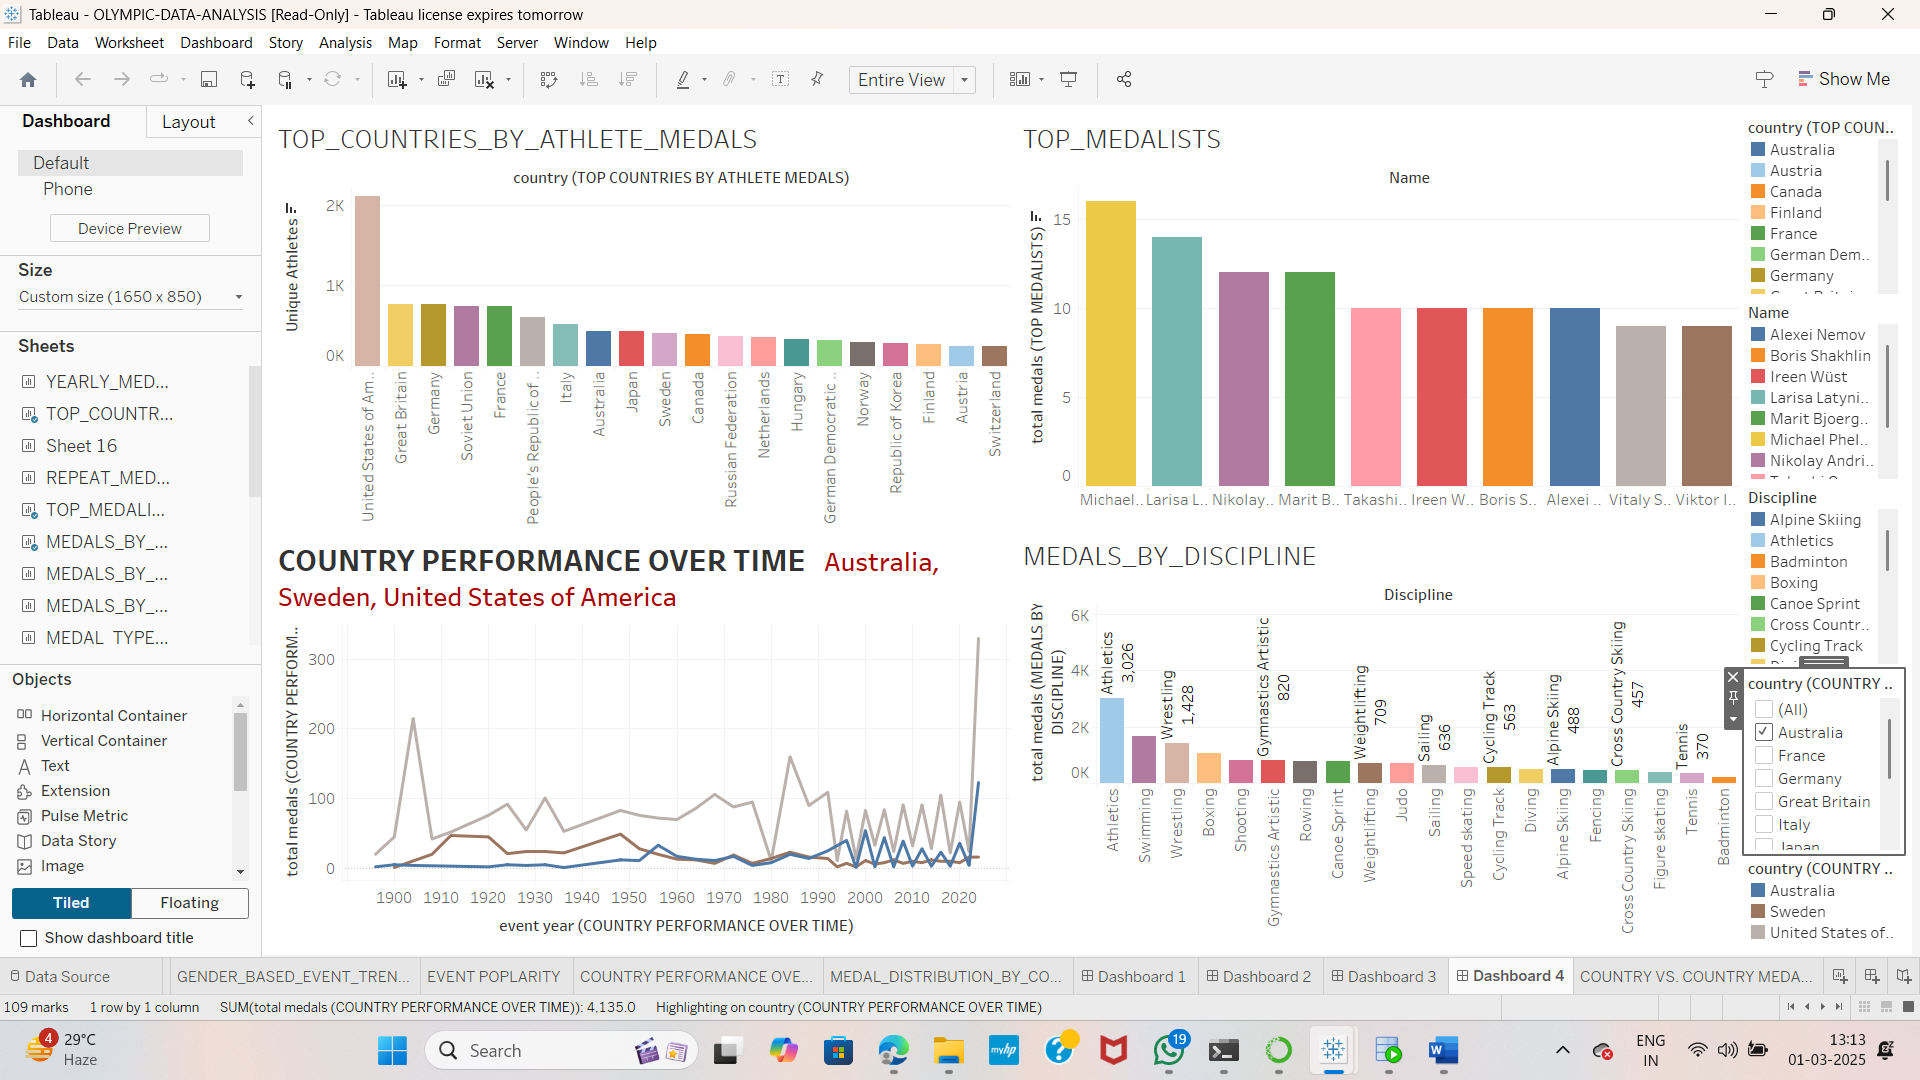 Tableau - OLYMPIC-DATA-ANALYSIS [Read-Only] - Tableau license expires tomorrow
File Data Worksheet Dashboard Story Analysis Map Format Server Window Help
Entire View
Show Me
Dashboard Layout
Default
Phone
Device Preview
Size
Custom size (1650 x 850)
Sheets
YEARLY_MED...
TOP_COUNTR...
Sheet 16
REPEAT_MED...
TOP_MEDALI...
MEDALS_BY_...
MEDALS_BY_...
MEDALS_BY_...
MEDAL TYPE...
Objects
Horizontal Container
Vertical Container
Text
Extension
Pulse Metric
Data Story
Image
Tiled Floating
Show dashboard title
TOP_COUNTRIES_BY_ATHLETE_MEDALS
country (TOP COUNTRIES BY ATHLETE MEDALS)
Unique Athletes
2K
1K
0K
United States of Am..
Great Britain
Germany
Soviet Union
France
People's Republic of ..
Italy
Australia
Japan
Sweden
Canada
Russian Federation
Netherlands
Hungary
German Democratic ..
Norway
Republic of Korea
Finland
Austria
Switzerland
TOP_MEDALISTS
Name
total medals (TOP MEDALISTS)
15
10
5
0
Michael.. Larisa L.. Nikolay.. Marit B.. Takashi.. Ireen W.. Boris S.. Alexei .. Vitaly S.. Viktor I..
COUNTRY PERFORMANCE OVER TIME Australia,
Sweden, United States of America
total medals (COUNTRY PERFORM..
300
200
100
0
1900 1910 1920 1930 1940 1950 1960 1970 1980 1990 2000 2010 2020
event year (COUNTRY PERFORMANCE OVER TIME)
MEDALS_BY_DISCIPLINE
Discipline
total medals (MEDALS BY
DISCIPLINE)
6K
4K
2K
0K
Athletics
3,026
Wrestling
1,428
Gymnastics Artistic
820
Weightlifting
709
Sailing
636
Cycling Track
563
Alpine Skiing
488
Cross Country Skiing
457
Tennis
370
Athletics
Swimming
Wrestling
Boxing
Shooting
Gymnastics Artistic
Rowing
Canoe Sprint
Weightlifting
Judo
Sailing
Speed skating
Cycling Track
Diving
Alpine Skiing
Fencing
Cross Country Skiing
Figure skating
Tennis
Badminton
country (TOP COUN..
Australia
Austria
Canada
Finland
France
German Dem..
Germany
Name
Alexei Nemov
Boris Shakhlin
Ireen Wüst
Larisa Latyni..
Marit Bjoerg..
Michael Phel..
Nikolay Andri..
Discipline
Alpine Skiing
Athletics
Badminton
Boxing
Canoe Sprint
Cross Countr..
Cycling Track
country (COUNTRY ..
(All)
Australia
France
Germany
Great Britain
Italy
Japan
country (COUNTRY ..
Australia
Sweden
United States of..
Data Source GENDER_BASED_EVENT_TREN... EVENT POPLARITY COUNTRY PERFORMANCE OVE... MEDAL_DISTRIBUTION_BY_CO... Dashboard 1 Dashboard 2 Dashboard 3 Dashboard 4 COUNTRY VS. COUNTRY MEDA...
109 marks 1 row by 1 column SUM(total medals (COUNTRY PERFORMANCE OVER TIME)): 4,135.0 Highlighting on country (COUNTRY PERFORMANCE OVER TIME)
4
29°C
Haze
Search
myhp
19
ENG
IN
13:13
01-03-2025